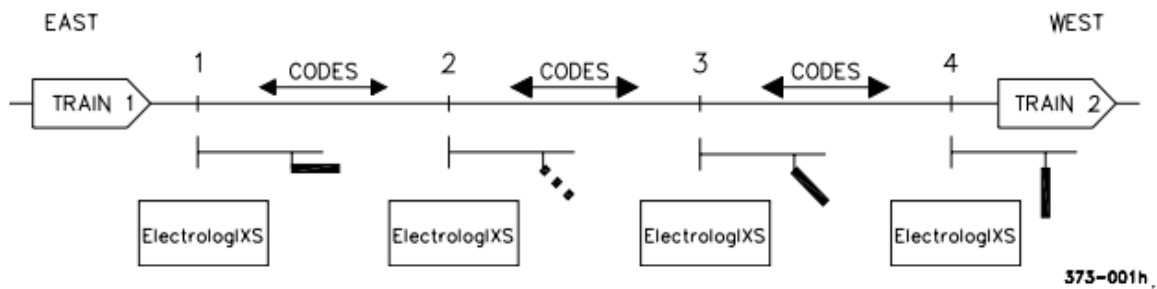 EAST WEST
1 CODES 2 CODES 3 CODES 4
TRAIN 1 TRAIN 2
ElectrologIXS ElectrologIXS ElectrologIXS ElectrologIXS
373-001h